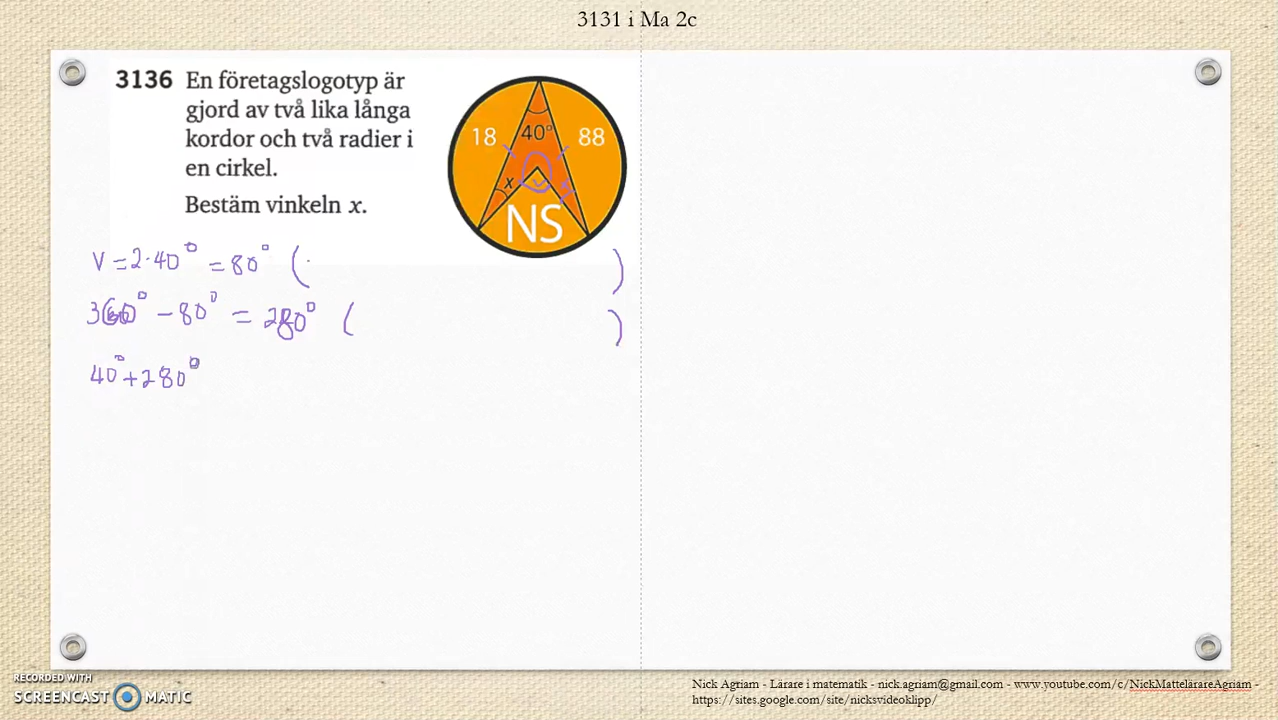 3131 i Ma 2c
3136 En företagslogotyp är
gjord av två lika långa
kordor och två radier i
en cirkel.
Bestäm vinkeln x.
18 40° 88
x x
v
NS
V = 2·40° = 80° ( )
360° - 80° = 280° ( )
40° + 280°
RECORDED WITH
SCREENCAST MATIC
Nick Agriam - Lärare i matematik - nick.agriam@gmail.com - www.youtube.com/c/NickMattelärareAgriam -
https://sites.google.com/site/nicksvideoklipp/